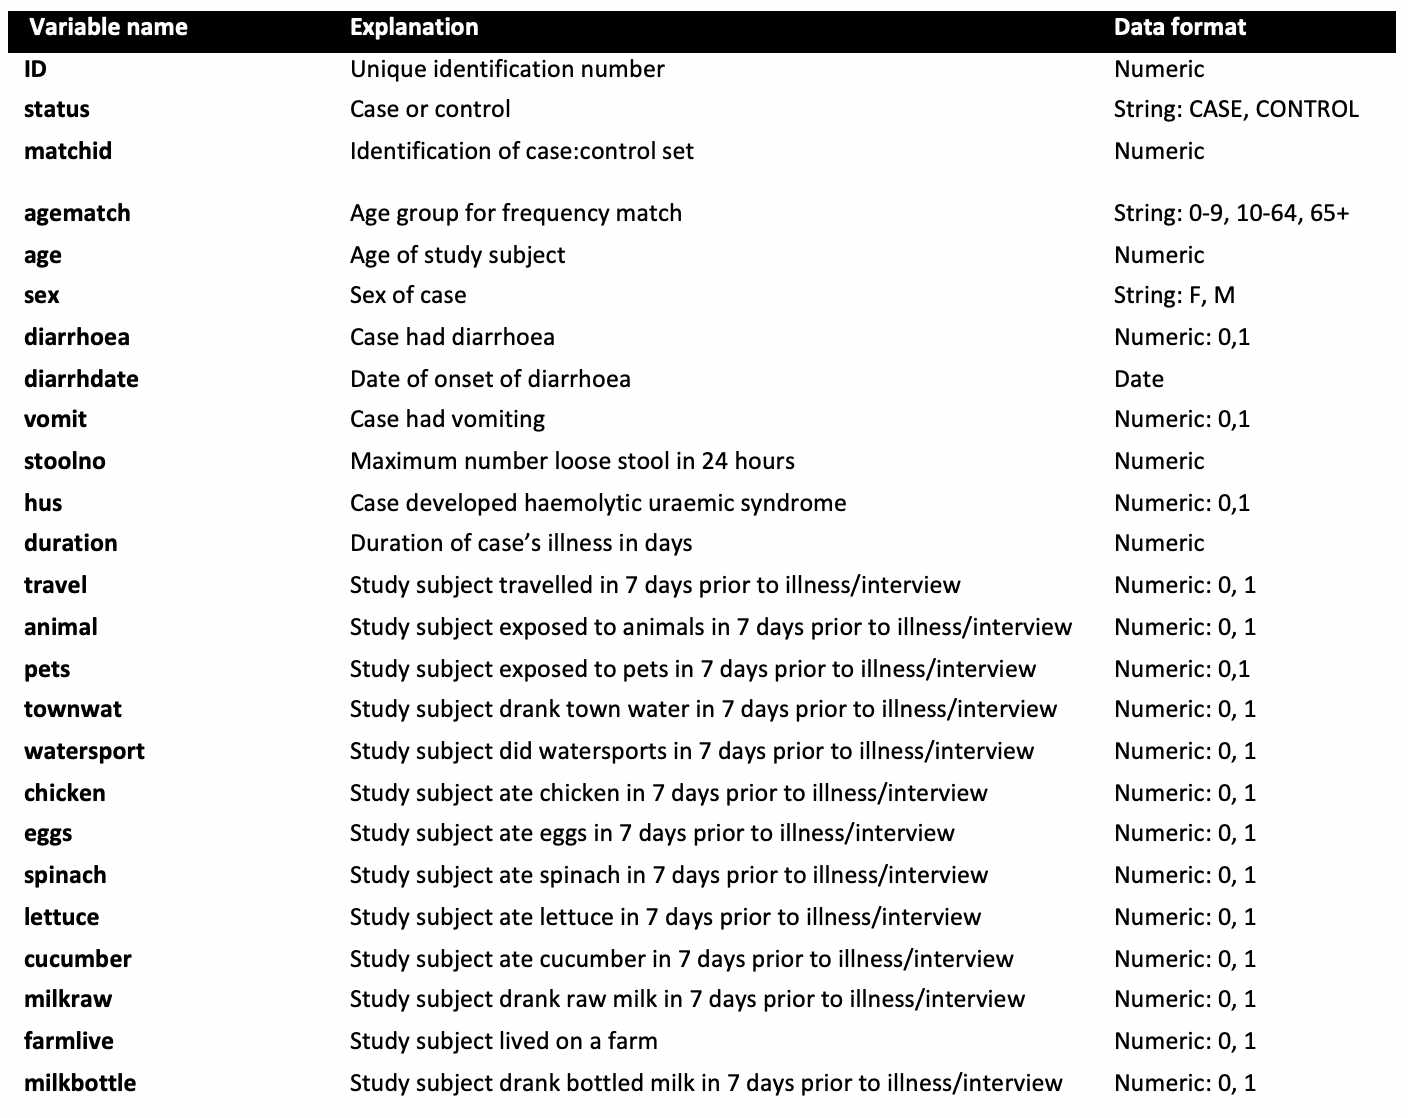 Variable name Explanation Data format
ID Unique identification number Numeric
status Case or control String: CASE, CONTROL
matchid Identification of case:control set Numeric
agematch Age group for frequency match String: 0-9, 10-64, 65+
age Age of study subject Numeric
sex Sex of case String: F, M
diarrhoea Case had diarrhoea Numeric: 0,1
diarrhdate Date of onset of diarrhoea Date
vomit Case had vomiting Numeric: 0,1
stoolno Maximum number loose stool in 24 hours Numeric
hus Case developed haemolytic uraemic syndrome Numeric: 0,1
duration Duration of case’s illness in days Numeric
travel Study subject travelled in 7 days prior to illness/interview Numeric: 0, 1
animal Study subject exposed to animals in 7 days prior to illness/interview Numeric: 0, 1
pets Study subject exposed to pets in 7 days prior to illness/interview Numeric: 0,1
townwat Study subject drank town water in 7 days prior to illness/interview Numeric: 0, 1
watersport Study subject did watersports in 7 days prior to illness/interview Numeric: 0, 1
chicken Study subject ate chicken in 7 days prior to illness/interview Numeric: 0, 1
eggs Study subject ate eggs in 7 days prior to illness/interview Numeric: 0, 1
spinach Study subject ate spinach in 7 days prior to illness/interview Numeric: 0, 1
lettuce Study subject ate lettuce in 7 days prior to illness/interview Numeric: 0, 1
cucumber Study subject ate cucumber in 7 days prior to illness/interview Numeric: 0, 1
milkraw Study subject drank raw milk in 7 days prior to illness/interview Numeric: 0, 1
farmlive Study subject lived on a farm Numeric: 0, 1
milkbottle Study subject drank bottled milk in 7 days prior to illness/interview Numeric: 0, 1